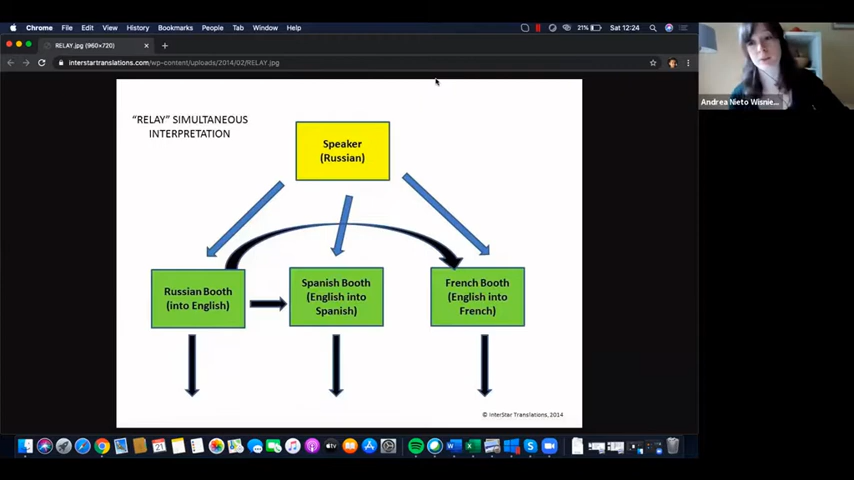 Chrome File Edit View History Bookmarks People Tab Window Help
21% Sat 12:24
RELAY.jpg (960×720)
interstartranslations.com/wp-content/uploads/2014/02/RELAY.jpg
Andrea Nieto Wisnie...
"RELAY" SIMULTANEOUS
INTERPRETATION
Speaker
(Russian)
Russian Booth
(into English)
Spanish Booth
(English into
Spanish)
French Booth
(English into
French)
© InterStar Translations, 2014